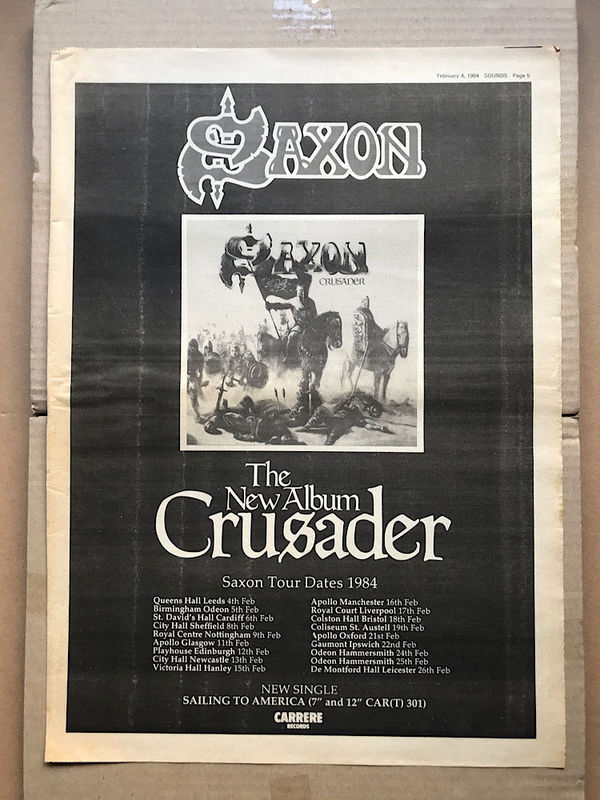 February 4, 1984 SOUNDS Page 5
SAXON
SAXON
CRUSADER
The
New Album
Crusader
Saxon Tour Dates 1984
Queens Hall Leeds 4th Feb
Birmingham Odeon 5th Feb
St. David's Hall Cardiff 6th Feb
City Hall Sheffield 8th Feb
Royal Centre Nottingham 9th Feb
Apollo Glasgow 11th Feb
Playhouse Edinburgh 12th Feb
City Hall Newcastle 13th Feb
Victoria Hall Hanley 15th Feb
Apollo Manchester 16th Feb
Royal Court Liverpool 17th Feb
Colston Hall Bristol 18th Feb
Coliseum St. Austell 19th Feb
Apollo Oxford 21st Feb
Gaumont Ipswich 22nd Feb
Odeon Hammersmith 24th Feb
Odeon Hammersmith 25th Feb
De Montford Hall Leicester 26th Feb
NEW SINGLE
SAILING TO AMERICA (7" and 12" CAR(T) 301)
CARRERE
RECORDS